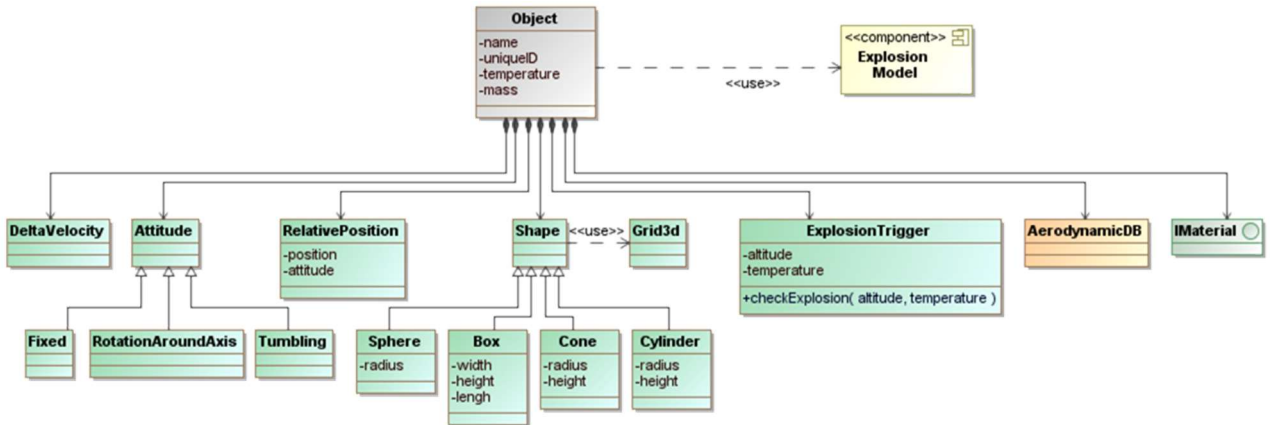 Object
-name
-uniqueID
-temperature
-mass
<<component>>
Explosion
Model
<<use>>
DeltaVelocity
Attitude
RelativePosition
-position
-attitude
Shape
<<use>>
Grid3d
ExplosionTrigger
-altitude
-temperature
+checkExplosion( altitude, temperature )
AerodynamicDB
IMaterial
Fixed
RotationAroundAxis
Tumbling
Sphere
-radius
Box
-width
-height
-lengh
Cone
-radius
-height
Cylinder
-radius
-height